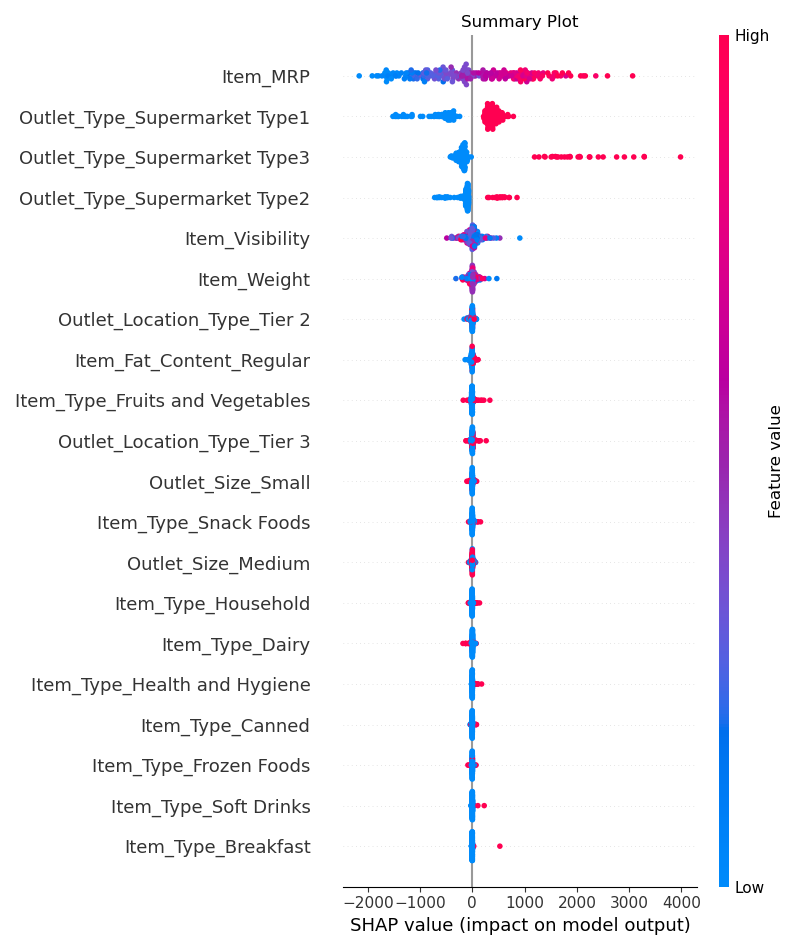 Summary Plot
High
Item_MRP
Outlet_Type_Supermarket Type1
Outlet_Type_Supermarket Type3
Outlet_Type_Supermarket Type2
Item_Visibility
Item_Weight
Outlet_Location_Type_Tier 2
Item_Fat_Content_Regular
Item_Type_Fruits and Vegetables
Outlet_Location_Type_Tier 3
Outlet_Size_Small
Item_Type_Snack Foods
Outlet_Size_Medium
Item_Type_Household
Item_Type_Dairy
Item_Type_Health and Hygiene
Item_Type_Canned
Item_Type_Frozen Foods
Item_Type_Soft Drinks
Item_Type_Breakfast
Feature value
Low
−2000 −1000 0 1000 2000 3000 4000
SHAP value (impact on model output)